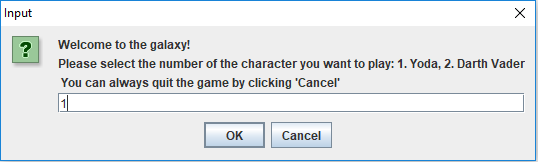 Input
Welcome to the galaxy!
Please select the number of the character you want to play: 1. Yoda, 2. Darth Vader
You can always quit the game by clicking 'Cancel'
1
OK Cancel